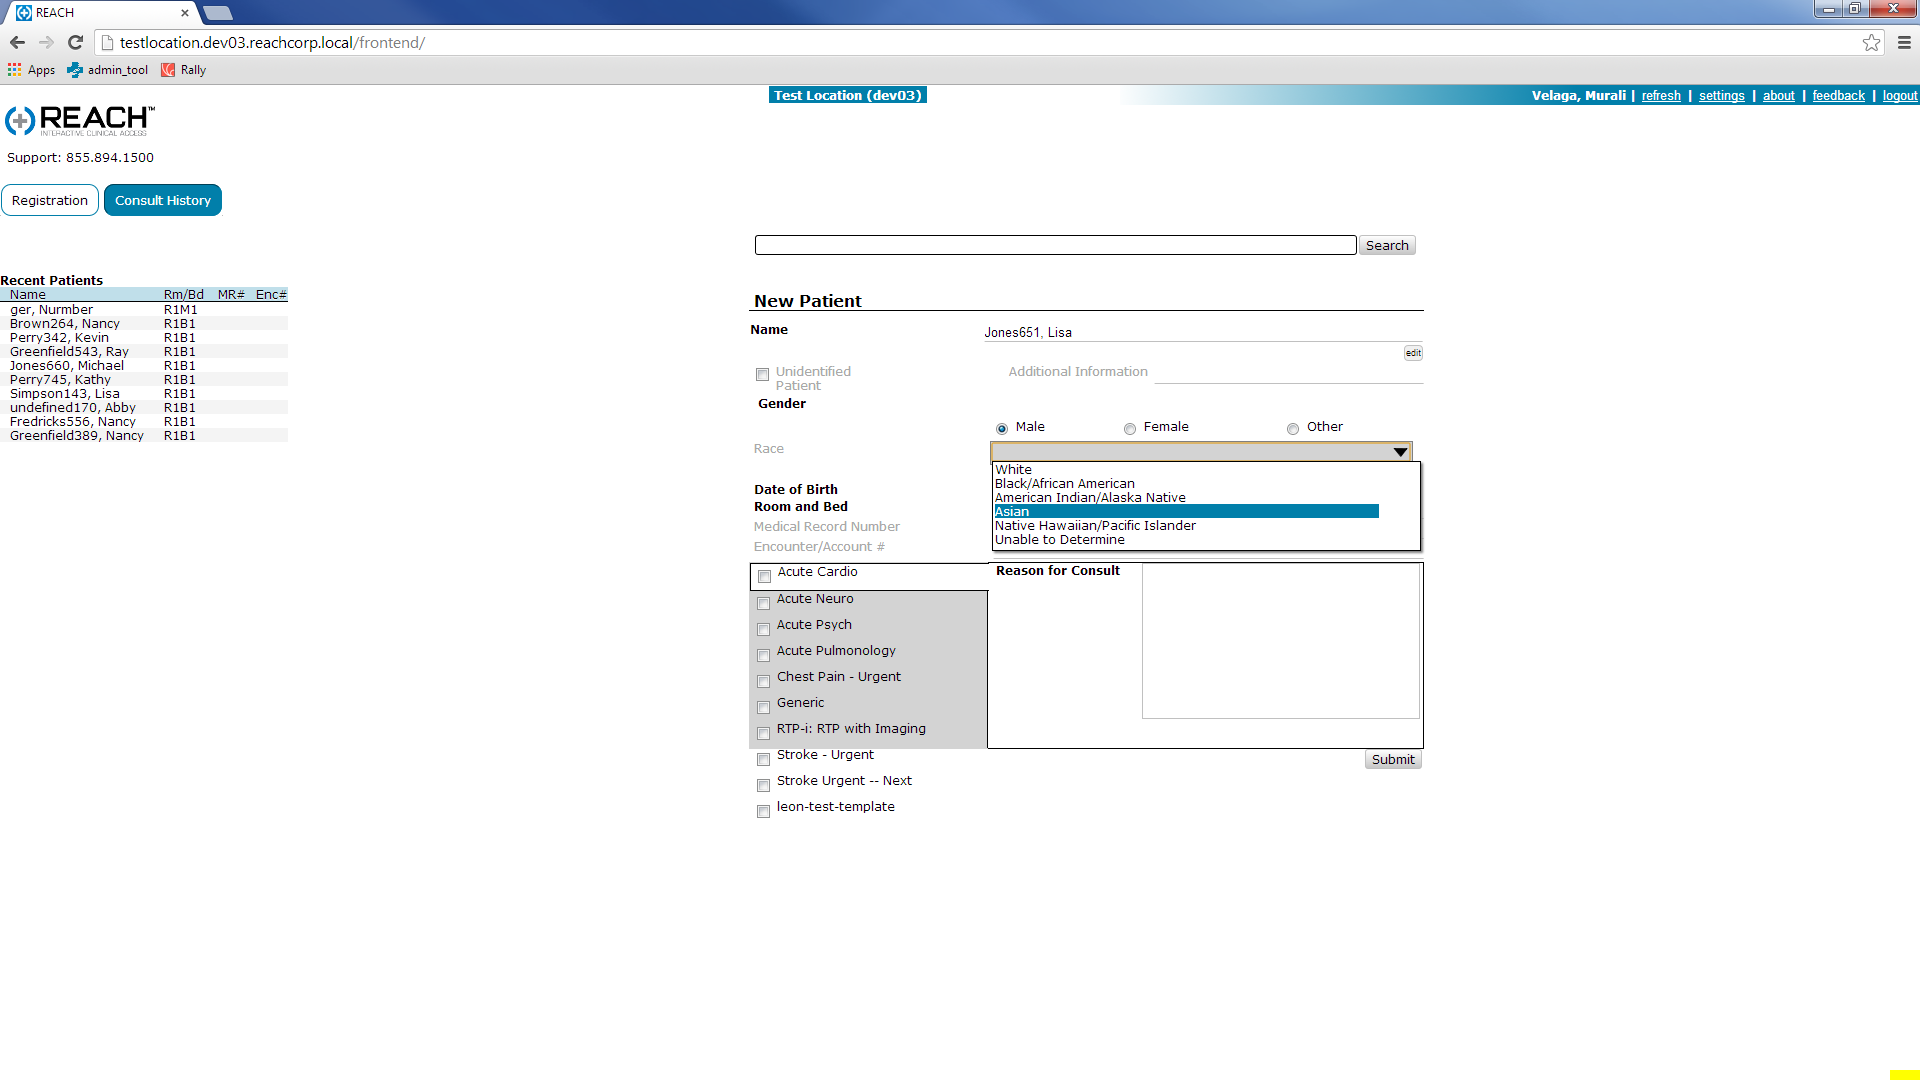 REACH
testlocation.dev03.reachcorp.local/frontend/
Apps admin_tool Rally
Test Location (dev03) Velaga, Murali | refresh | settings | about | feedback | logout
REACH™
INTERACTIVE CLINICAL ACCESS
Support: 855.894.1500
Registration Consult History
Search
Recent Patients
Name Rm/Bd MR# Enc#
ger, Nurmber R1M1
Brown264, Nancy R1B1
Perry342, Kevin R1B1
Greenfield543, Ray R1B1
Jones660, Michael R1B1
Perry745, Kathy R1B1
Simpson143, Lisa R1B1
undefined170, Abby R1B1
Fredricks556, Nancy R1B1
Greenfield389, Nancy R1B1
New Patient
Name Jones651, Lisa
edit
Unidentified Patient Additional Information
Gender
Male Female Other
Race
White
Black/African American
American Indian/Alaska Native
Asian
Native Hawaiian/Pacific Islander
Unable to Determine
Date of Birth
Room and Bed
Medical Record Number
Encounter/Account #
Acute Cardio
Acute Neuro
Acute Psych
Acute Pulmonology
Chest Pain - Urgent
Generic
RTP-i: RTP with Imaging
Stroke - Urgent
Stroke Urgent -- Next
leon-test-template
Reason for Consult
Submit